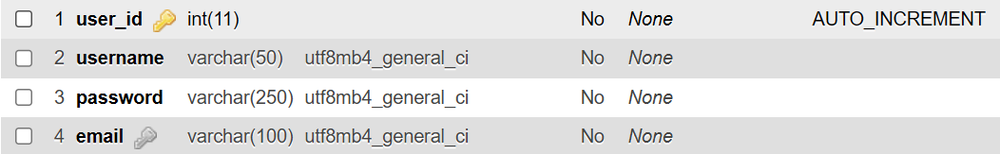 1 user_id int(11) No None AUTO_INCREMENT
2 username varchar(50) utf8mb4_general_ci No None
3 password varchar(250) utf8mb4_general_ci No None
4 email varchar(100) utf8mb4_general_ci No None